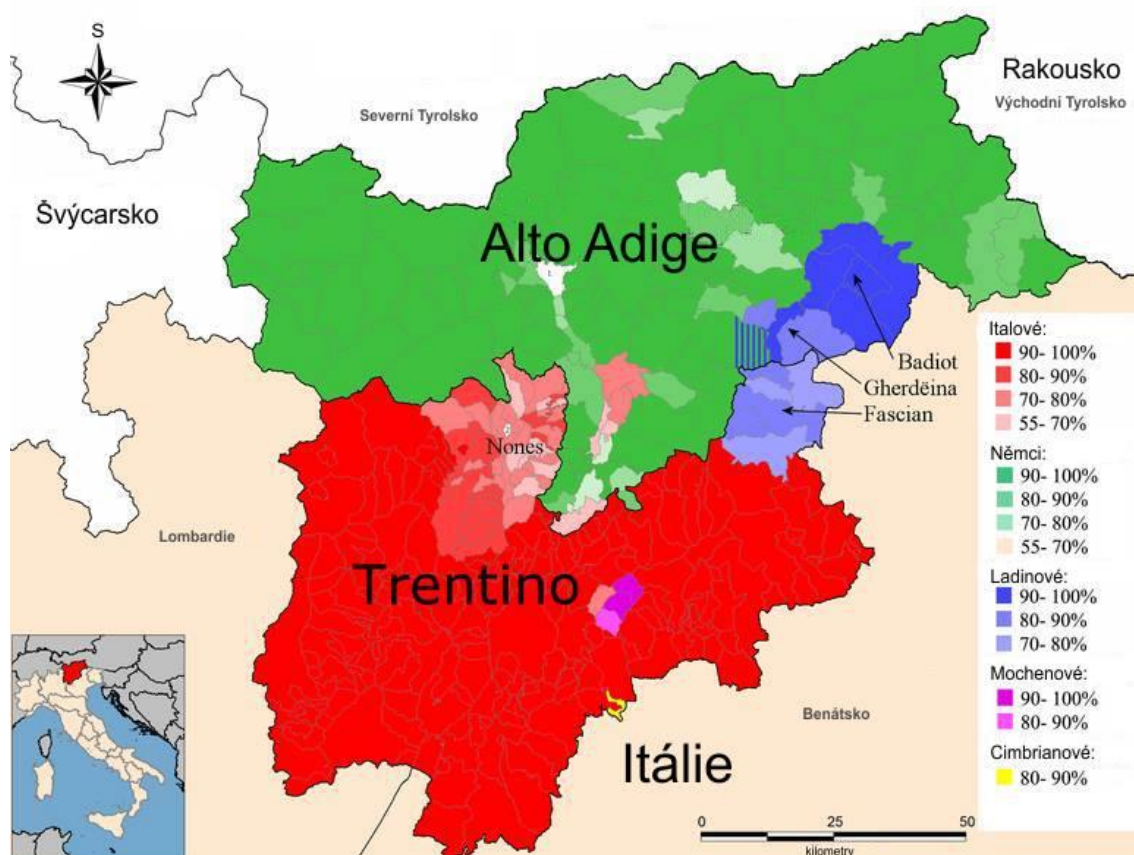 S
Rakousko
Východní Tyrolsko
Severní Tyrolsko
Švýcarsko
Alto Adige
Badiot
Gherdëina
Fascian
Nones
Lombardie
Trentino
Benátsko
Itálie
Italové:
90- 100%
80- 90%
70- 80%
55- 70%
Němci:
90- 100%
80- 90%
70- 80%
55- 70%
Ladinové:
90- 100%
80- 90%
70- 80%
Mochenové:
90- 100%
80- 90%
Cimbrianové:
80- 90%
0 25 50
kilometry